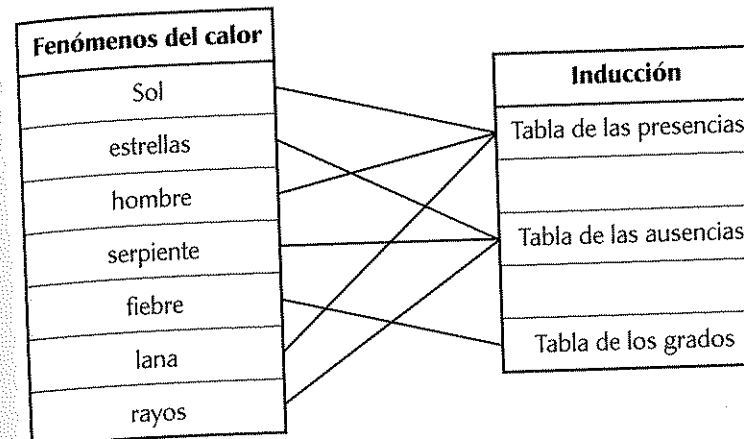 Fenómenos del calor
Sol
estrellas
hombre
serpiente
fiebre
lana
rayos
Inducción
Tabla de las presencias
Tabla de las ausencias
Tabla de los grados